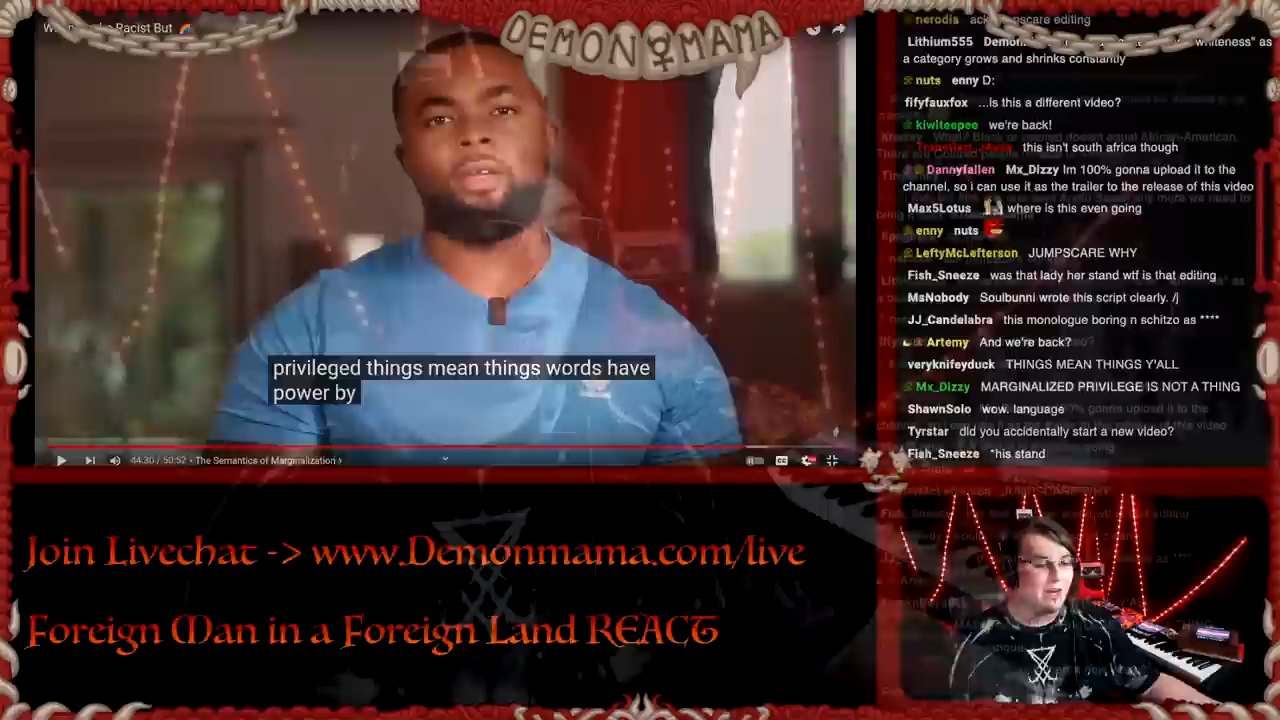 Racist But
DEMON MAMA
privileged things mean things words have
power by
44:30 / 50:52 • The Semantics of Marginalization ›
nerodis
editing
Lithium555
whiteness" as
a category grows and shrinks constantly
nuts enny D:
fifyfauxfox ...is this a different video?
kiwiteepee we're back!
this isn't south africa though
Dannyfallen Mx_Dizzy Im 100% gonna upload it to the
channel, so i can use it as the trailer to the release of this video
Max5Lotus where is this even going
enny nuts
LeftyMcLefterson JUMPSCARE WHY
Fish_Sneeze was that lady her stand wtf is that editing
MsNobody Soulbunni wrote this script clearly. /j
JJ_Candelabra this monologue boring n schitzo as ****
Artemy And we're back?
veryknifeyduck THINGS MEAN THINGS Y'ALL
Mx_Dizzy MARGINALIZED PRIVILEGE IS NOT A THING
ShawnSolo wow. language
Tyrstar did you accidentally start a new video?
Fish_Sneeze *his stand
Join Livechat -> www.Demonmama.com/live
Foreign Man in a Foreign Land REACT